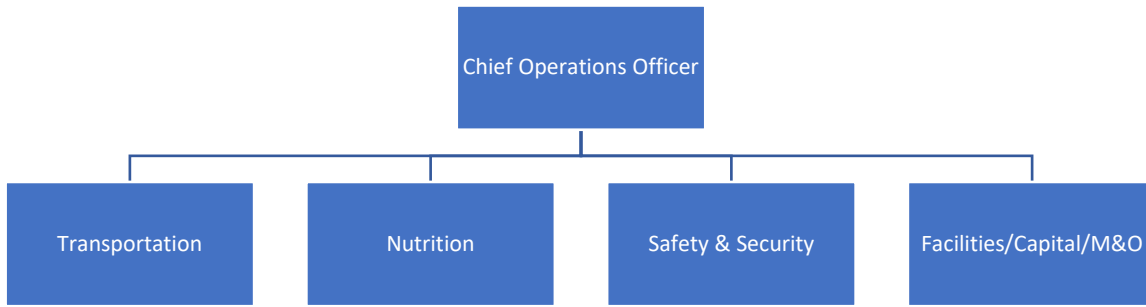 Chief Operations Officer
Transportation
Nutrition
Safety & Security
Facilities/Capital/M&O